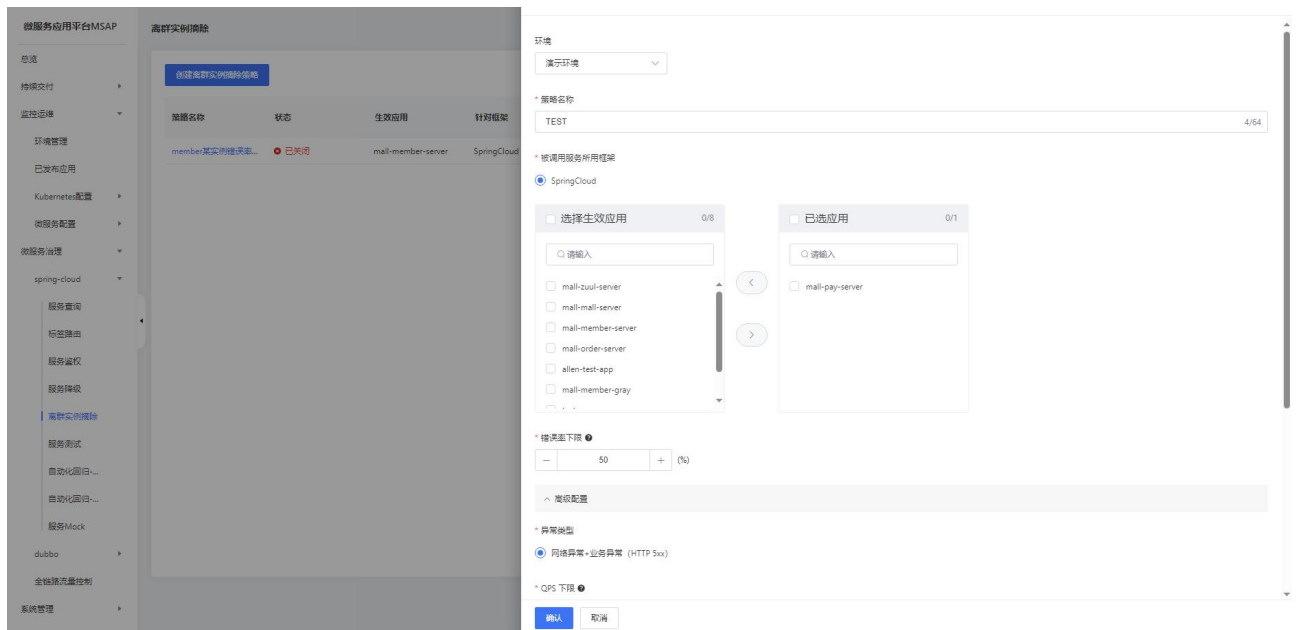 微服务应用平台MSAP
总览
持续交付
监控运维
环境管理
已发布应用
Kubernetes配置
微服务配置
微服务治理
spring-cloud
服务查询
标签路由
服务鉴权
服务降级
离群实例摘除
服务测试
自动化回归-...
自动化回归-...
服务Mock
dubbo
全链路流量控制
系统管理
离群实例摘除
创建离群实例摘除策略
策略名称 状态 生效应用 针对框架
member某实例错误率... 已关闭 mall-member-server SpringCloud
环境
演示环境
* 策略名称
TEST 4/64
* 被调用服务所用框架
SpringCloud
选择生效应用 0/8
请输入
mall-zuul-server
mall-mall-server
mall-member-server
mall-order-server
allen-test-app
mall-member-gray
已选应用 0/1
请输入
mall-pay-server
* 错误率下限
50 (%)
高级配置
* 异常类型
网络异常+业务异常 (HTTP 5xx)
* QPS 下限
确认 取消